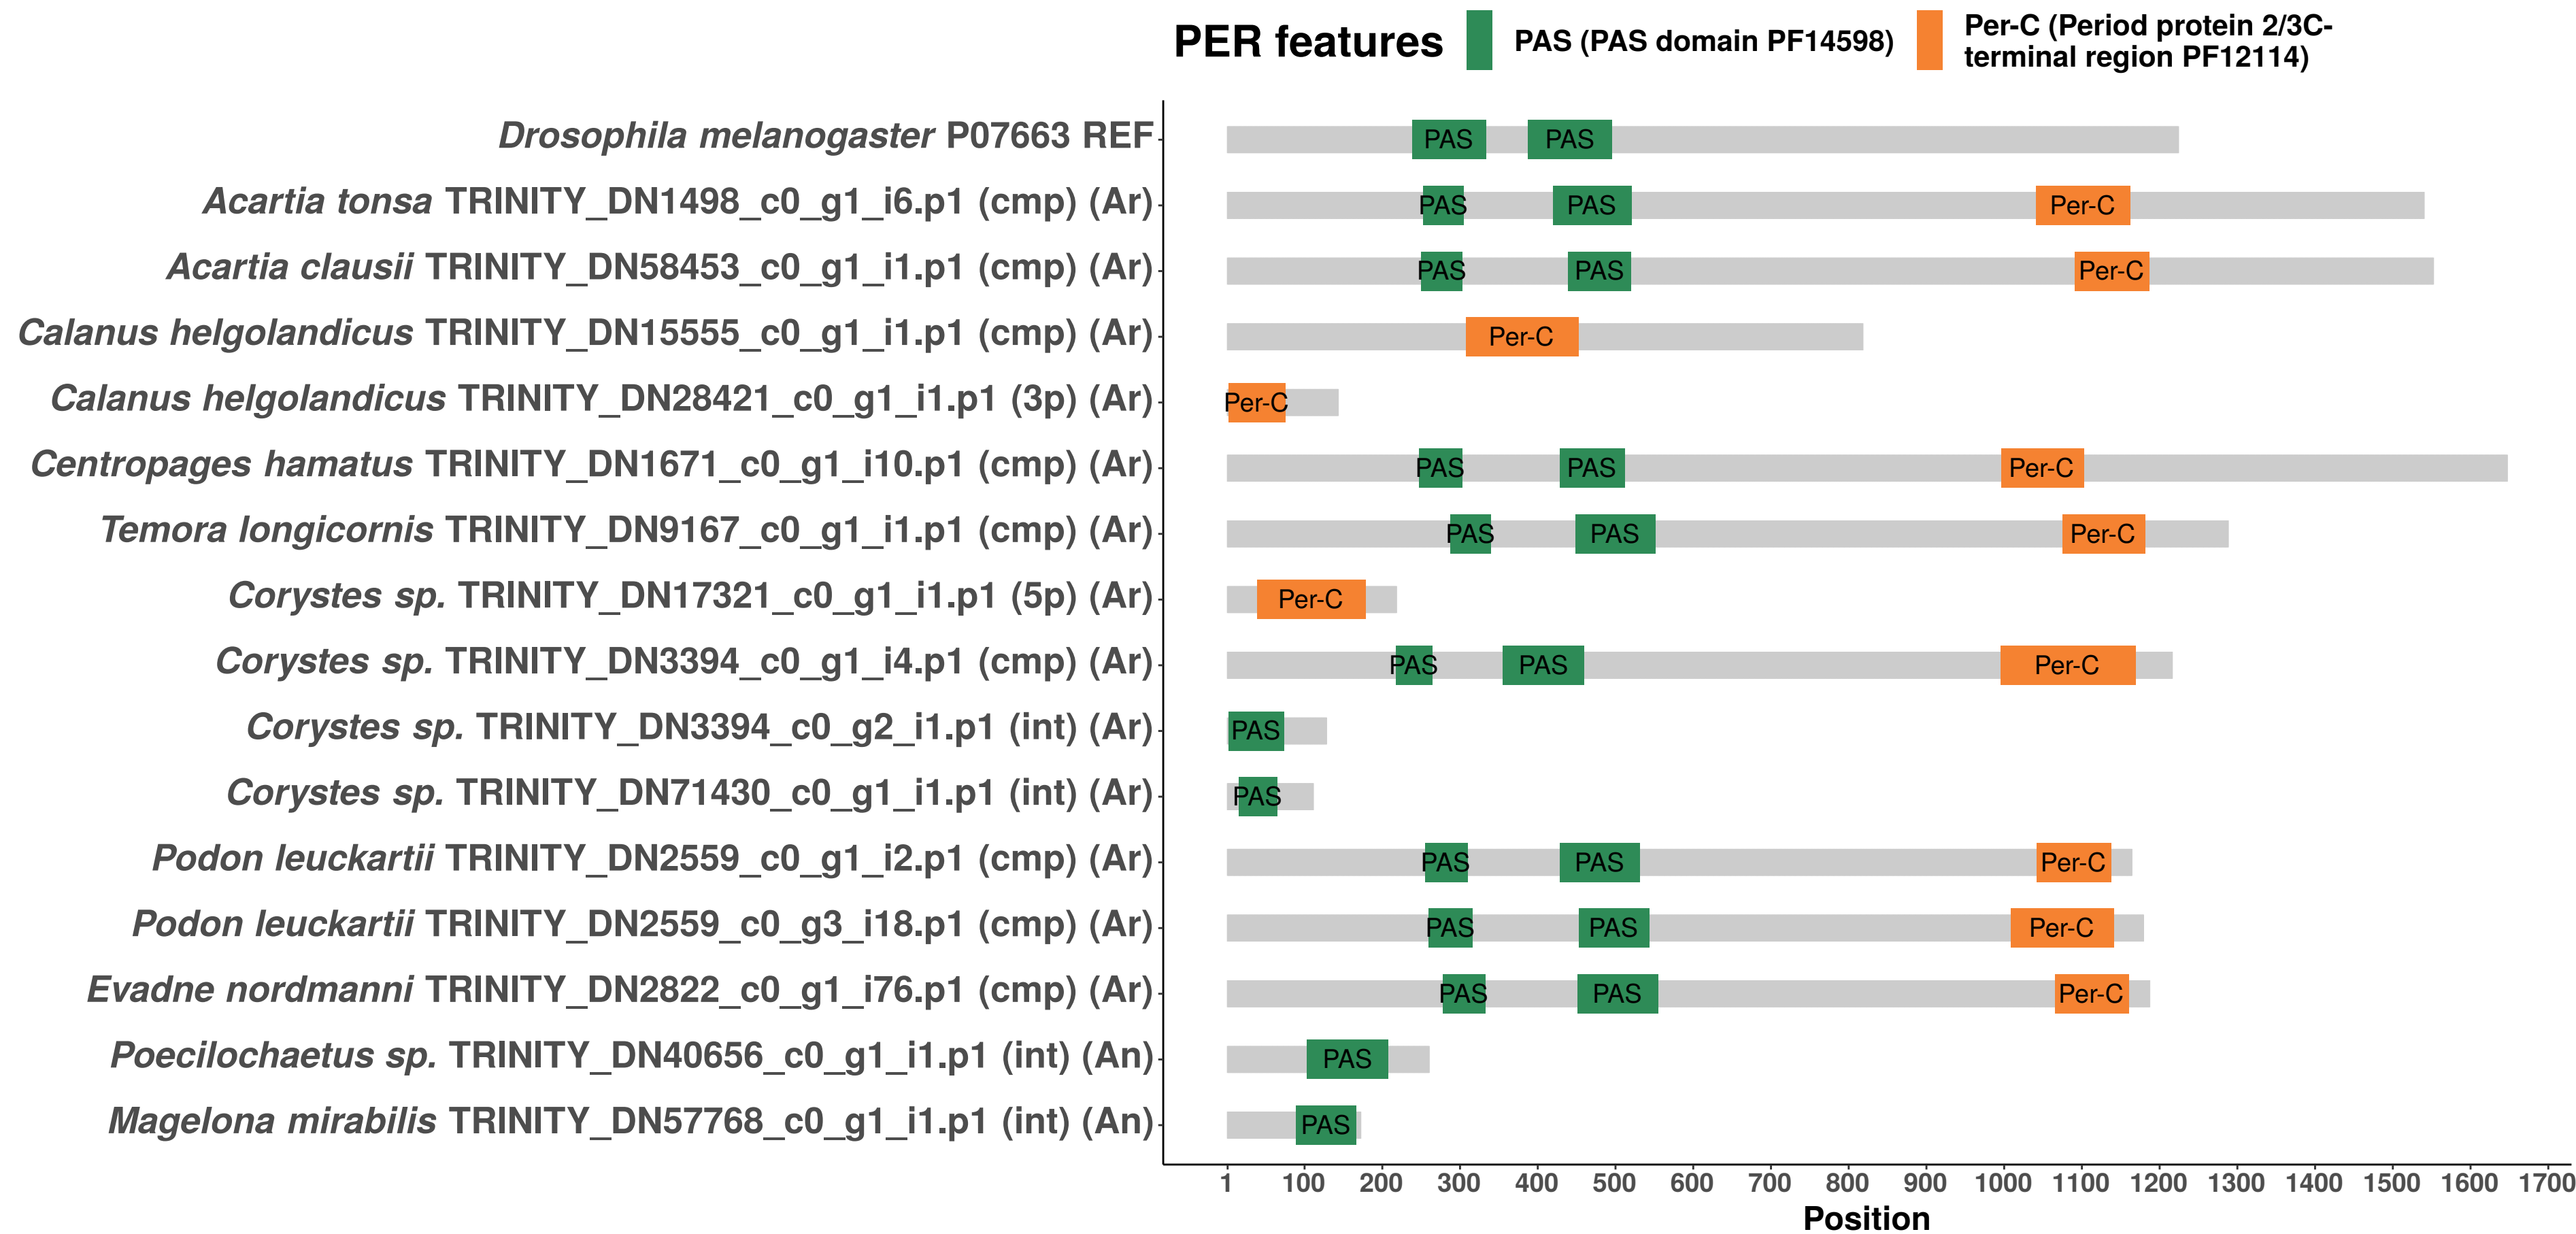 PER features
PAS (PAS domain PF14598)
Per-C (Period protein 2/3C-
terminal region PF12114)
Drosophila melanogaster P07663 REF
PAS PAS
Acartia tonsa TRINITY_DN1498_c0_g1_i6.p1 (cmp) (Ar)
PAS PAS Per-C
Acartia clausii TRINITY_DN58453_c0_g1_i1.p1 (cmp) (Ar)
PAS PAS Per-C
Calanus helgolandicus TRINITY_DN15555_c0_g1_i1.p1 (cmp) (Ar)
Per-C
Calanus helgolandicus TRINITY_DN28421_c0_g1_i1.p1 (3p) (Ar)
Per-C
Centropages hamatus TRINITY_DN1671_c0_g1_i10.p1 (cmp) (Ar)
PAS PAS Per-C
Temora longicornis TRINITY_DN9167_c0_g1_i1.p1 (cmp) (Ar)
PAS PAS Per-C
Corystes sp. TRINITY_DN17321_c0_g1_i1.p1 (5p) (Ar)
Per-C
Corystes sp. TRINITY_DN3394_c0_g1_i4.p1 (cmp) (Ar)
PAS PAS Per-C
Corystes sp. TRINITY_DN3394_c0_g2_i1.p1 (int) (Ar)
PAS
Corystes sp. TRINITY_DN71430_c0_g1_i1.p1 (int) (Ar)
PAS
Podon leuckartii TRINITY_DN2559_c0_g1_i2.p1 (cmp) (Ar)
PAS PAS Per-C
Podon leuckartii TRINITY_DN2559_c0_g3_i18.p1 (cmp) (Ar)
PAS PAS Per-C
Evadne nordmanni TRINITY_DN2822_c0_g1_i76.p1 (cmp) (Ar)
PAS PAS Per-C
Poecilochaetus sp. TRINITY_DN40656_c0_g1_i1.p1 (int) (An)
PAS
Magelona mirabilis TRINITY_DN57768_c0_g1_i1.p1 (int) (An)
PAS
1 100 200 300 400 500 600 700 800 900 1000 1100 1200 1300 1400 1500 1600 1700
Position